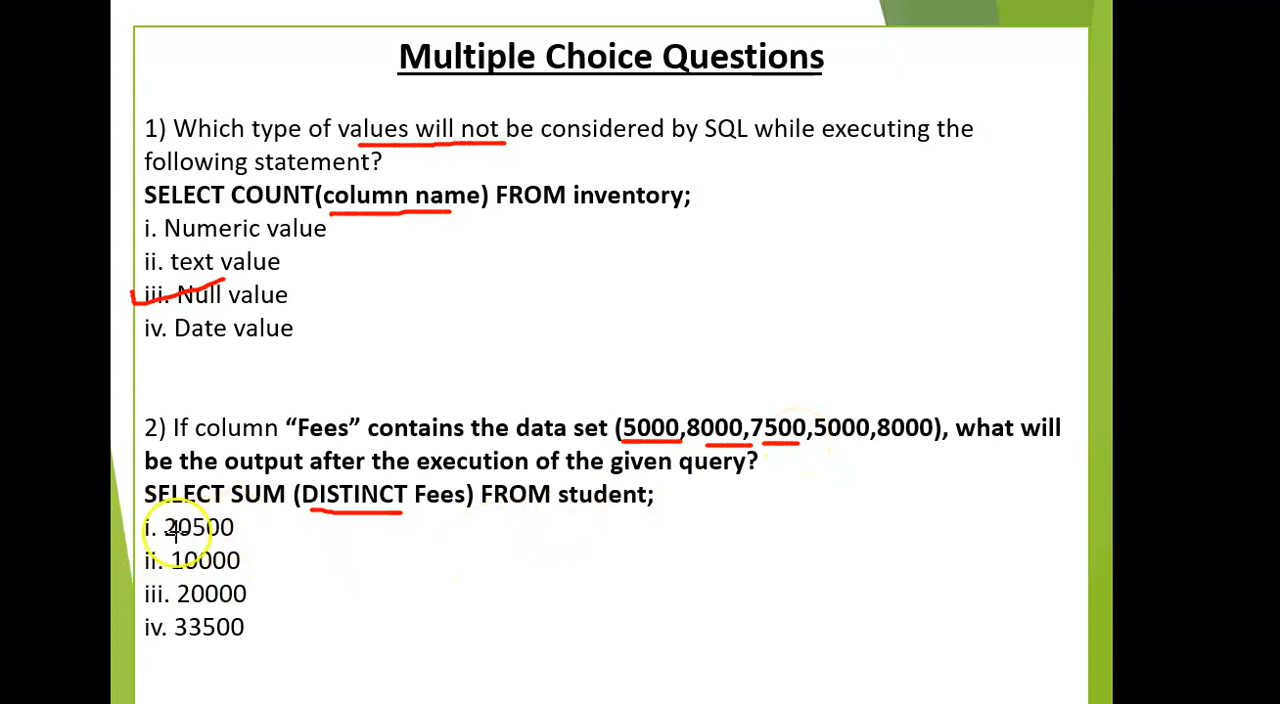 Multiple Choice Questions
1) Which type of values will not be considered by SQL while executing the
following statement?
SELECT COUNT(column name) FROM inventory;
i. Numeric value
ii. text value
iii. Null value
iv. Date value
2) If column “Fees” contains the data set (5000,8000,7500,5000,8000), what will
be the output after the execution of the given query?
SELECT SUM (DISTINCT Fees) FROM student;
i. 20500
ii. 10000
iii. 20000
iv. 33500